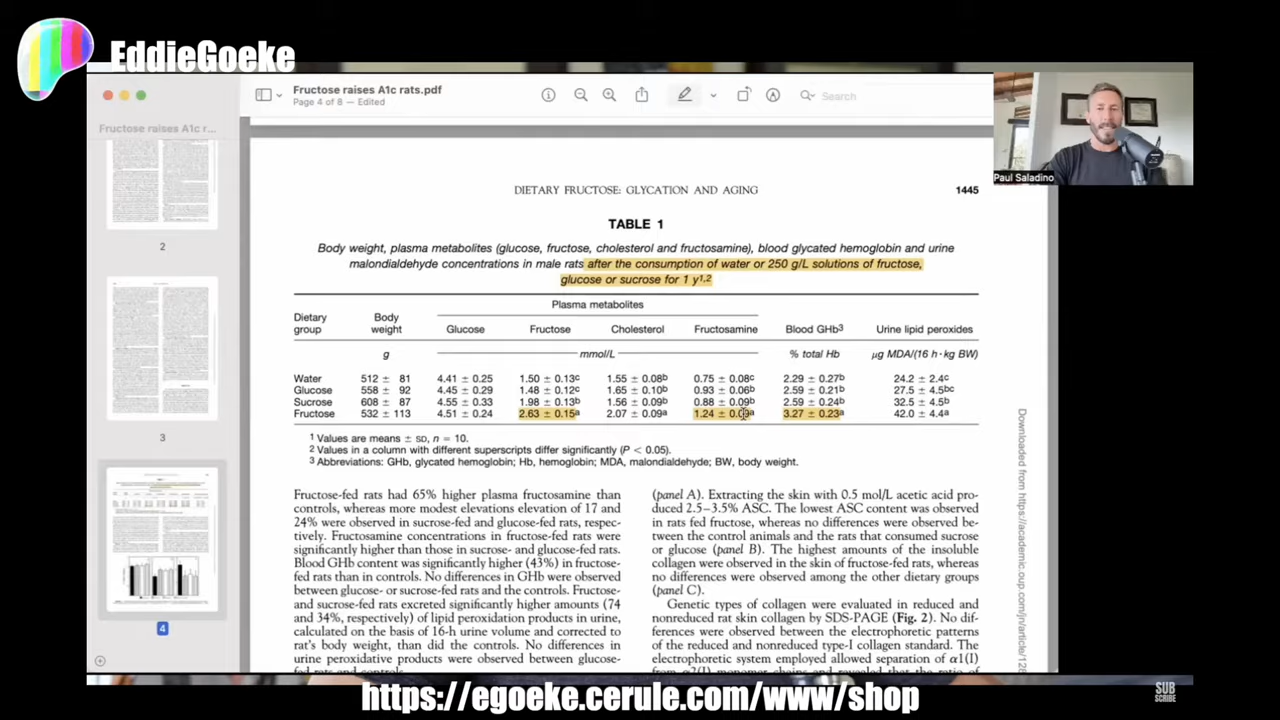 EddieGoeke
Fructose raises A1c rats.pdf
Page 4 of 8 — Edited
Search
Fructose raises A1c r...
Paul Saladino
2
3
4
DIETARY FRUCTOSE: GLYCATION AND AGING
1445
TABLE 1
Body weight, plasma metabolites (glucose, fructose, cholesterol and fructosamine), blood glycated hemoglobin and urine
malondialdehyde concentrations in male rats after the consumption of water or 250 g/L solutions of fructose,
glucose or sucrose for 1 y1,2
Plasma metabolites
Dietary group Body weight Glucose Fructose Cholesterol Fructosamine Blood GHb3 Urine lipid peroxides
g mmol/L % total Hb μg MDA/(16 h·kg BW)
Water 512 ± 81 4.41 ± 0.25 1.50 ± 0.13c 1.55 ± 0.08b 0.75 ± 0.08c 2.29 ± 0.27b 24.2 ± 2.4c
Glucose 558 ± 92 4.45 ± 0.29 1.48 ± 0.12c 1.65 ± 0.10b 0.93 ± 0.06b 2.59 ± 0.21b 27.5 ± 4.5bc
Sucrose 608 ± 87 4.55 ± 0.33 1.98 ± 0.13b 1.56 ± 0.09b 0.88 ± 0.09b 2.59 ± 0.24b 32.5 ± 4.5b
Fructose 532 ± 113 4.51 ± 0.24 2.63 ± 0.15a 2.07 ± 0.09a 1.24 ± 3.27 ± 0.23a 42.0 ± 4.4a
1 Values are means ± SD, n = 10.
2 Values in a column with different superscripts differ significantly (P < 0.05).
3 Abbreviations: GHb, glycated hemoglobin; Hb, hemoglobin; MDA, malondialdehyde; BW, body weight.
Fructose-fed rats had 65% higher plasma fructosamine than
controls, whereas more modest elevations elevation of 17 and
24% were observed in sucrose-fed and glucose-fed rats, respec-
tively. Fructosamine concentrations in fructose-fed rats were
significantly higher than those in sucrose- and glucose-fed rats.
Blood GHb content was significantly higher (43%) in fructose-
fed rats than in controls. No differences in GHb were observed
between glucose- or sucrose-fed rats and the controls. Fructose-
and sucrose-fed rats excreted significantly higher amounts (74
and 34%, respectively) of lipid peroxidation products in urine,
calculated on the basis of 16-h urine volume and corrected to
rat's body weight, than did the controls. No differences in
urine peroxidative products were observed between glucose-
fed rats and controls.
(panel A). Extracting the skin with 0.5 mol/L acetic acid pro-
duced 2.5–3.5% ASC. The lowest ASC content was observed
in rats fed fructose, whereas no differences were observed be-
tween the control animals and the rats that consumed sucrose
or glucose (panel B). The highest amounts of the insoluble
collagen were observed in the skin of fructose-fed rats, whereas
no differences were observed among the other dietary groups
(panel C).
Genetic types of collagen were evaluated in reduced and
nonreduced rat skin collagen by SDS-PAGE (Fig. 2). No dif-
ferences were observed between the electrophoretic patterns
of the reduced and nonreduced type-I collagen standard. The
electrophoretic system employed allowed separation of α1(I)
from α2(I) monomer chains and revealed that the ratio of
Downloaded from https://academic.oup.com/jn/article/128
https://egoeke.cerule.com/www/shop
SUB
SCRIBE